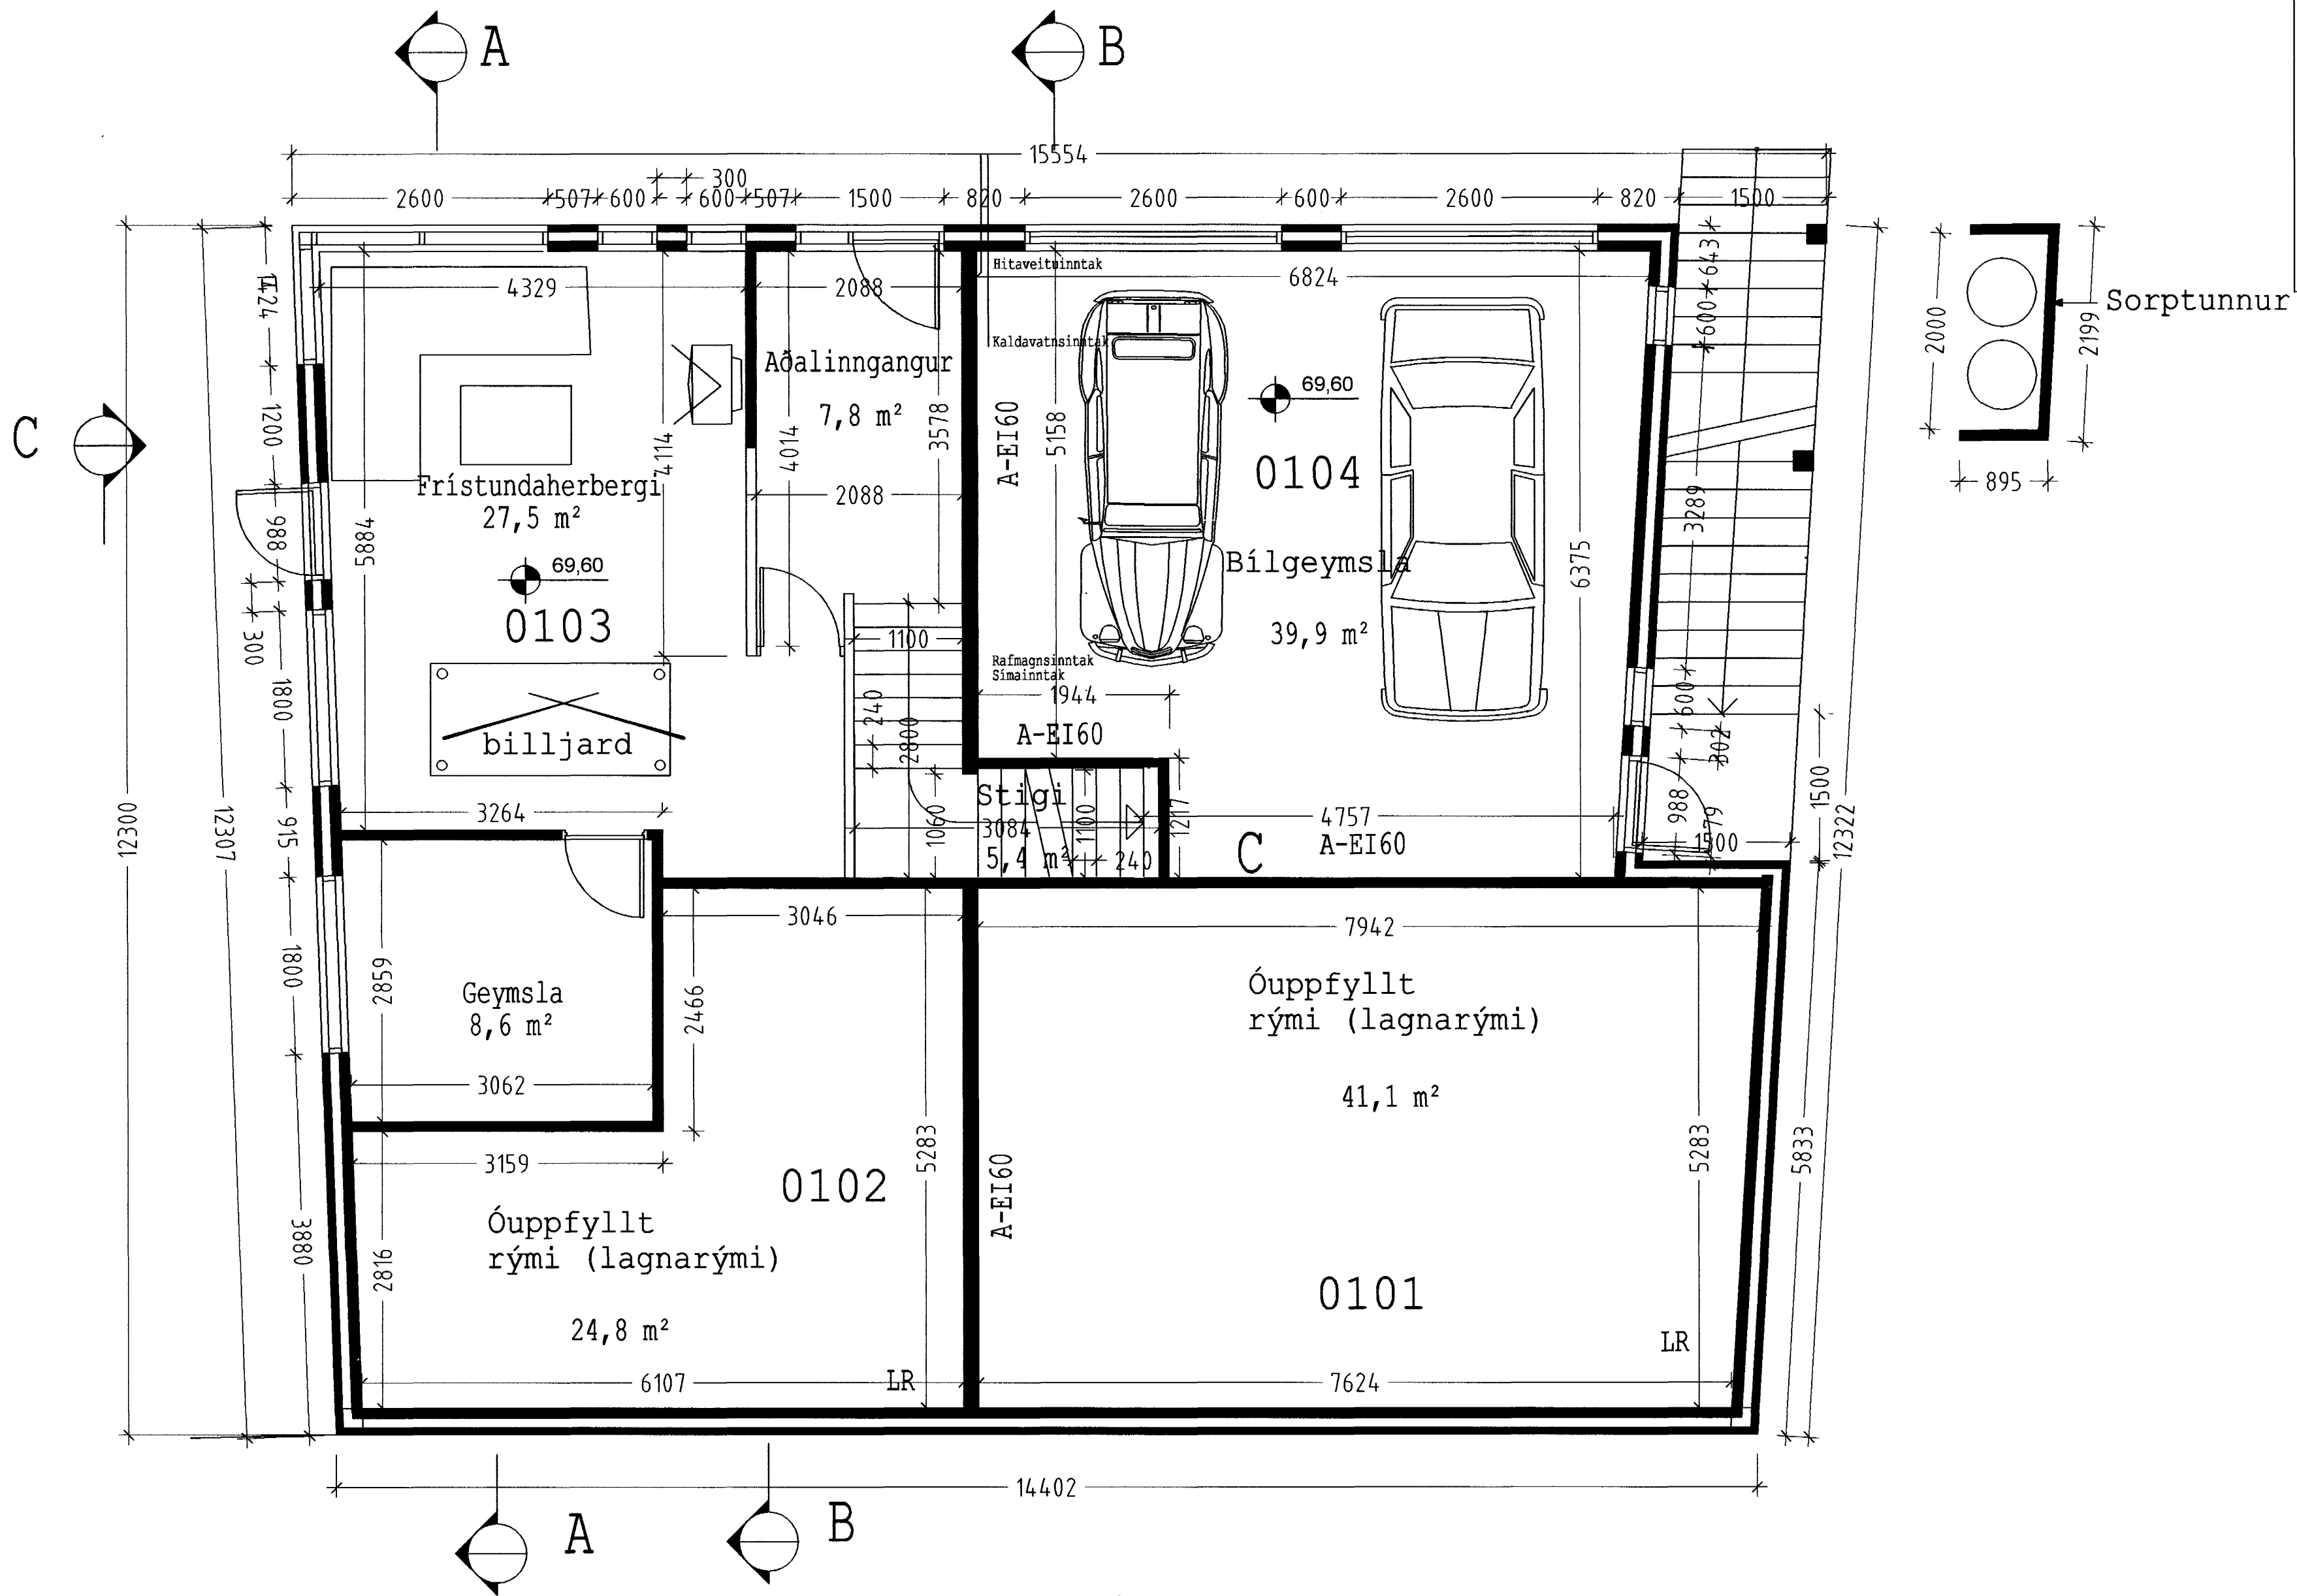 A
B
15554
300
2600
507
600
600
507
1500
820
2600
600
2600
820
1500
Hitaveituinntak
4329
2088
6824
1424
643
600
Sorptunnur
2000
2199
Kaldavatnsinntak
Aðalinngangur
7,8 m²
69,60
895
C
1200
4114
4014
3578
A-EI60
5158
0104
Frístundaherbergi
27,5 m²
2088
3289
5884
988
69,60
Bílgeymsla
6375
0103
39,9 m²
1100
300
Rafmagnsinntak
Símainntak
1944
1800
240
2800
600
A-EI60
302
billjard
Stigi
1500
988
579
12300
12307
3264
915
1060
3084
1100
1217
4757
A-EI60
C
5,4 m²
240
1500
12322
3046
7942
Óuppfyllt
rými (lagnarými)
1800
2859
Geymsla
8,6 m²
2466
3062
41,1 m²
5283
5283
5833
3159
A-EI60
0102
3880
2816
Óuppfyllt
rými (lagnarými)
0101
24,8 m²
LR
6107
LR
7624
14402
A
B